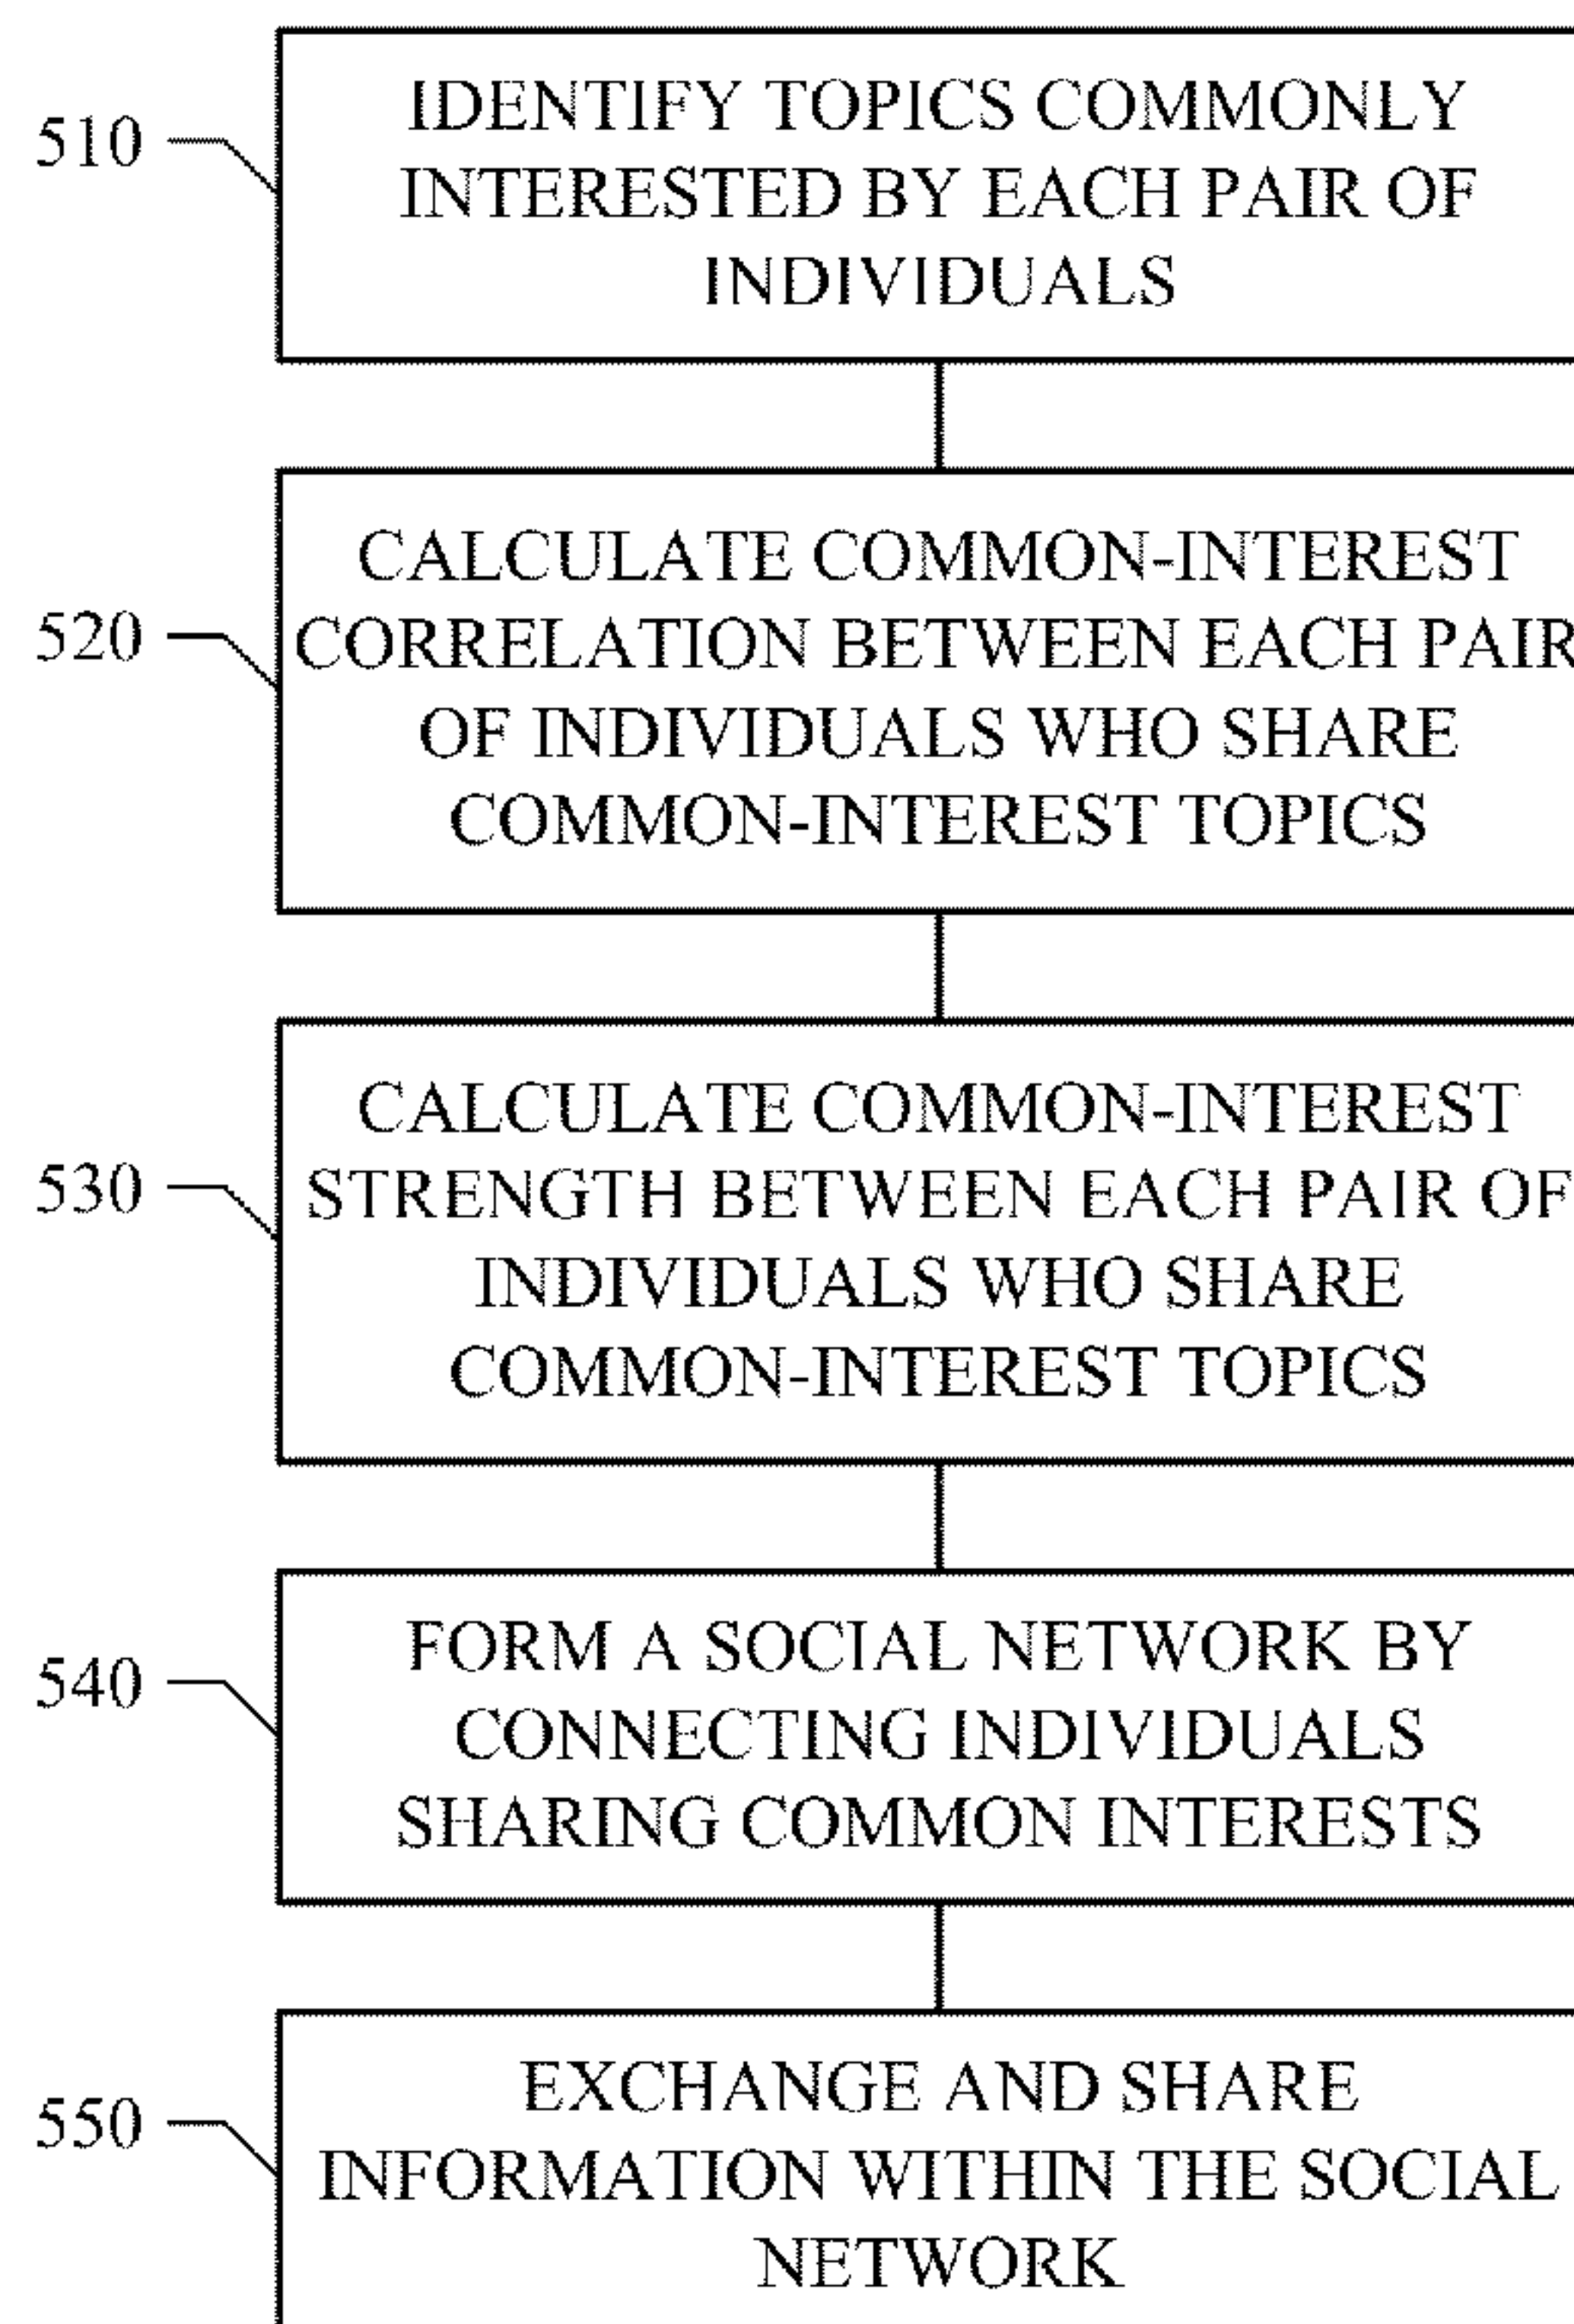 510
IDENTIFY TOPICS COMMONLY
INTERESTED BY EACH PAIR OF
INDIVIDUALS
520
CALCULATE COMMON-INTEREST
CORRELATION BETWEEN EACH PAIR
OF INDIVIDUALS WHO SHARE
COMMON-INTEREST TOPICS
530
CALCULATE COMMON-INTEREST
STRENGTH BETWEEN EACH PAIR OF
INDIVIDUALS WHO SHARE
COMMON-INTEREST TOPICS
540
FORM A SOCIAL NETWORK BY
CONNECTING INDIVIDUALS
SHARING COMMON INTERESTS
550
EXCHANGE AND SHARE
INFORMATION WITHIN THE SOCIAL
NETWORK